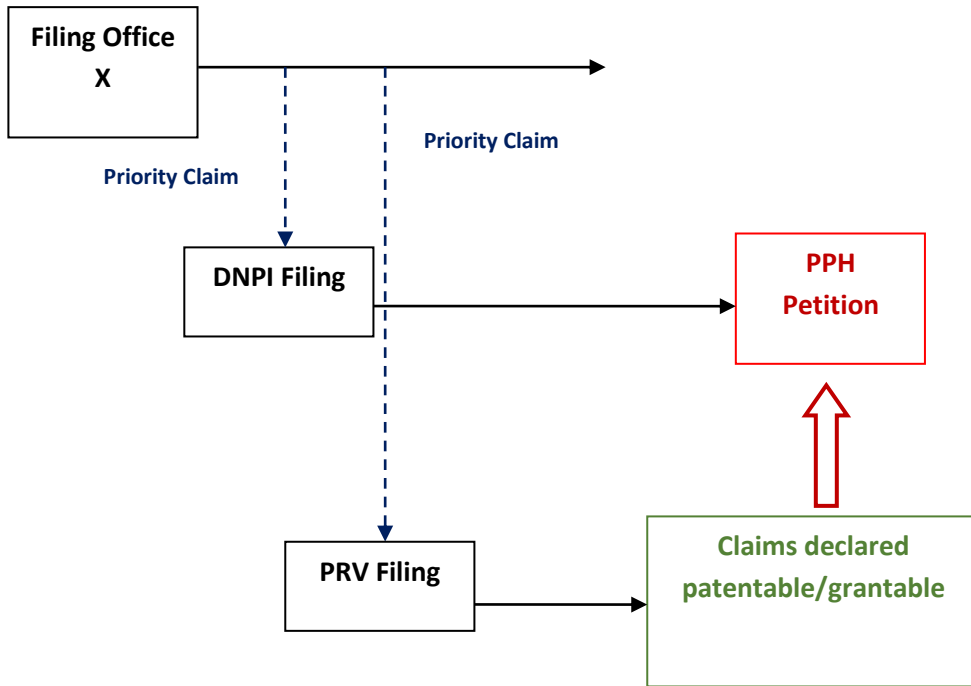 Filing Office
X
Priority Claim
Priority Claim
DNPI Filing
PPH
Petition
PRV Filing
Claims declared
patentable/grantable